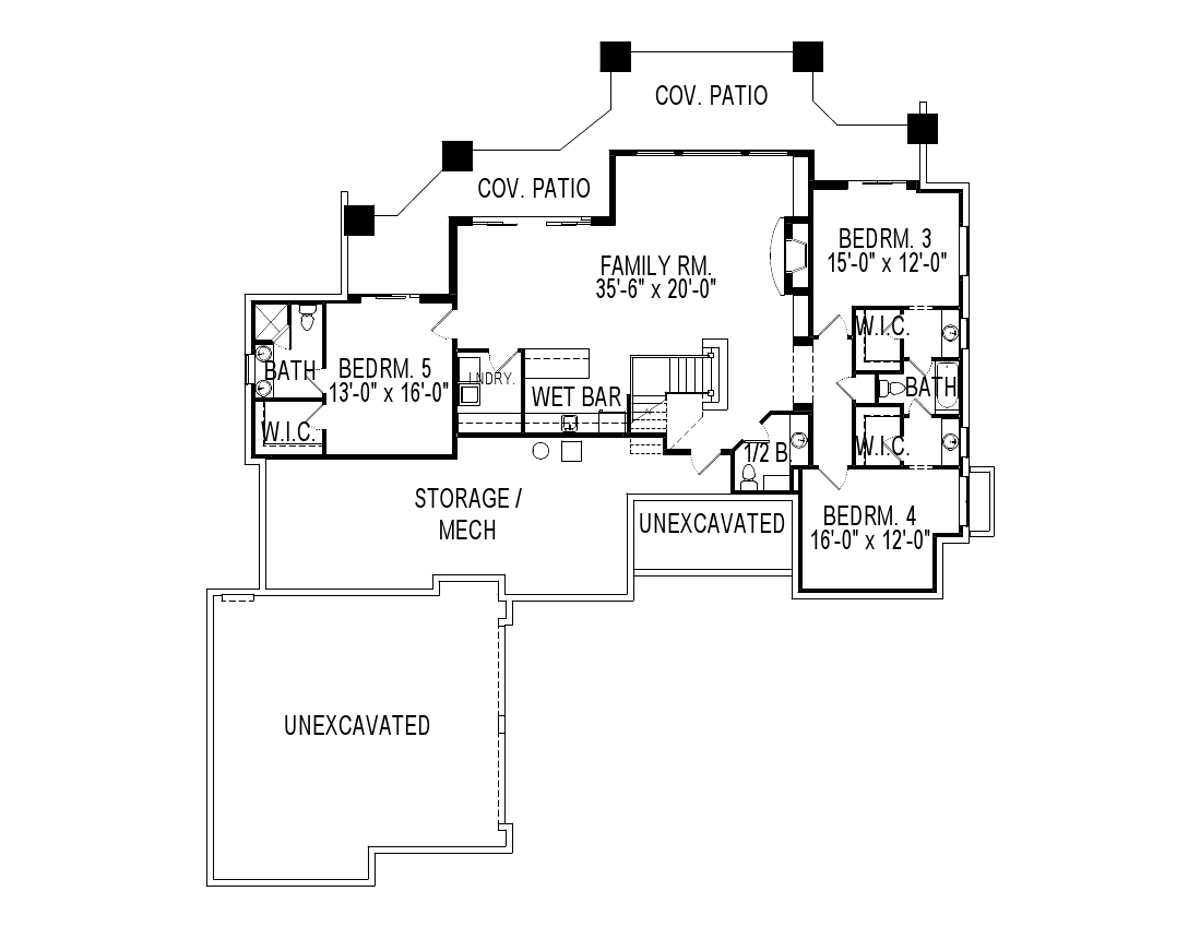 COV. PATIO
COV. PATIO
BEDRM. 3
15'-0" x 12'-0"
FAMILY RM.
35'-6" x 20'-0"
W.I.C.
BATH
BEDRM. 5
13'-0" x 16'-0"
LNDRY.
WET BAR
BATH
W.I.C.
W.I.C.
1/2 B.
STORAGE /
MECH
UNEXCAVATED
BEDRM. 4
16'-0" x 12'-0"
UNEXCAVATED